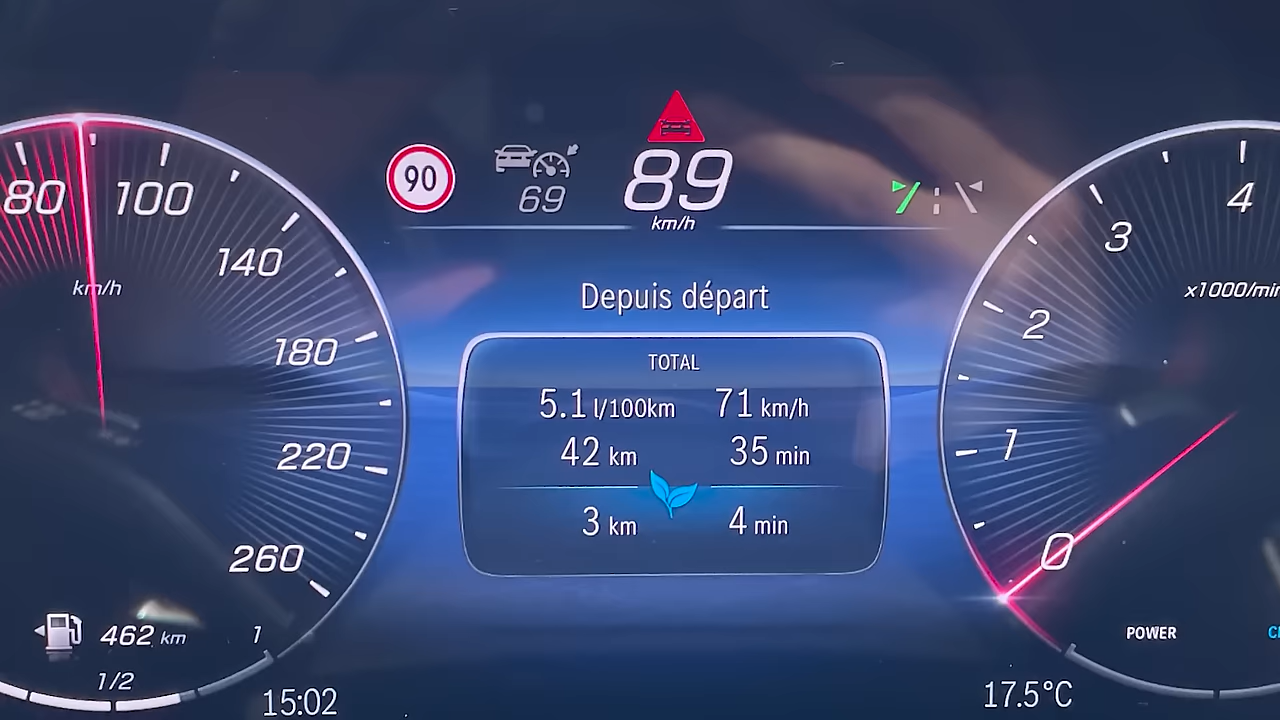 90
69
89
km/h
80
100
140
180
220
260
km/h
Depuis départ
TOTAL
5.1 l/100km 71 km/h
42 km 35 min
3 km 4 min
4
3
2
1
0
x1000/min
462 km
1/2
1
15:02
POWER
17.5°C